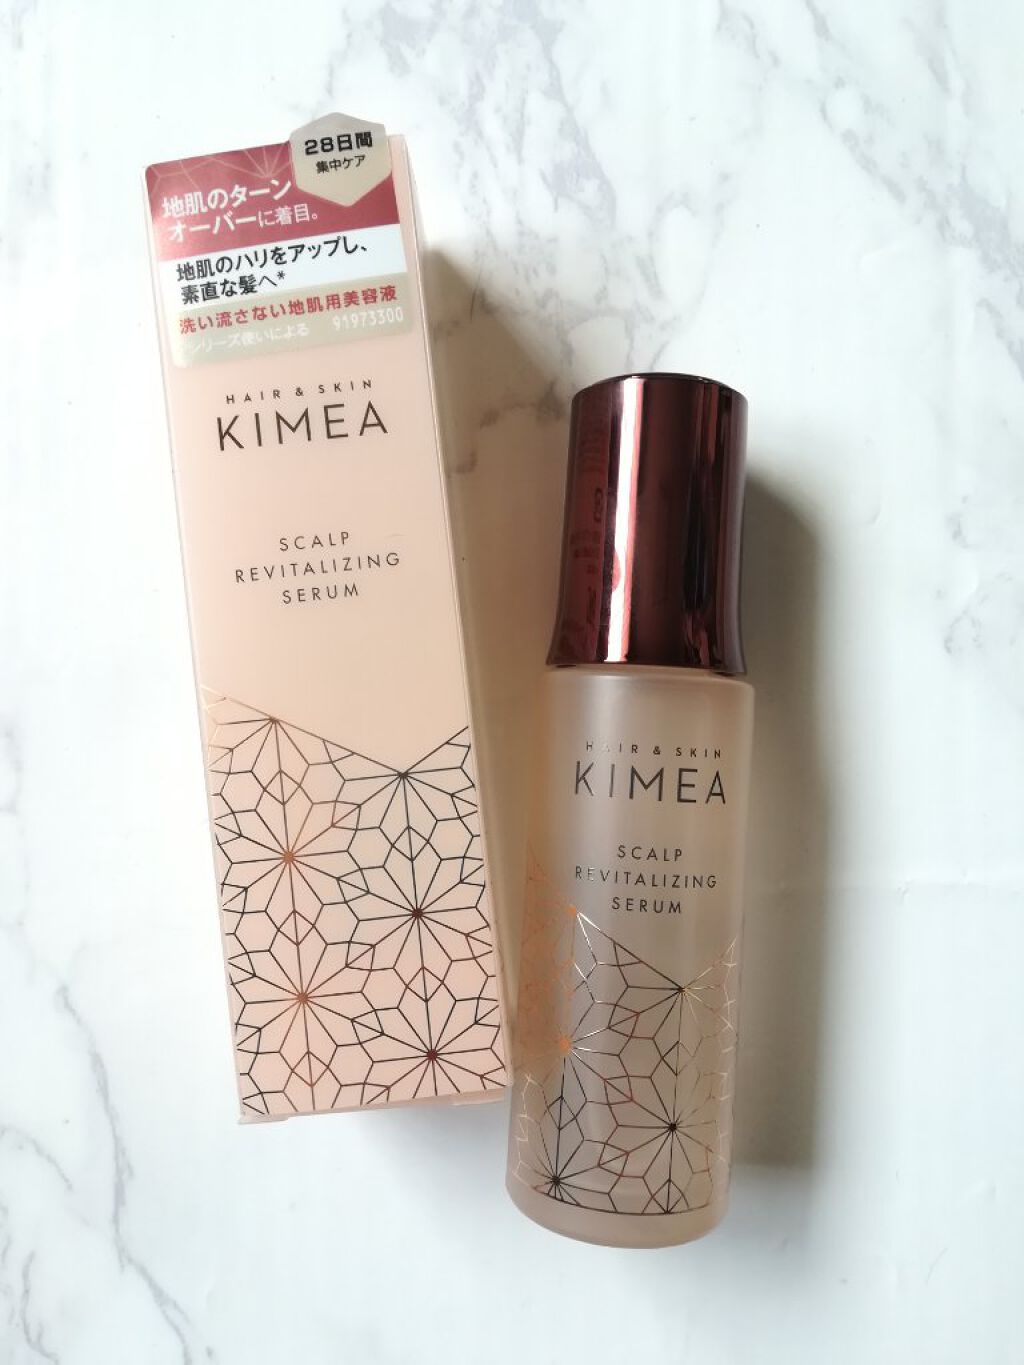 28日間
集中ケア
地肌のターン
オーバーに着目。
地肌のハリをアップし、
素直な髪へ*
洗い流さない地肌用美容液
シリーズ使いによる 91973300
HAIR & SKIN
KIMEA
SCALP
REVITALIZING
SERUM
HAIR & SKIN
KIMEA
SCALP
REVITALIZING
SERUM